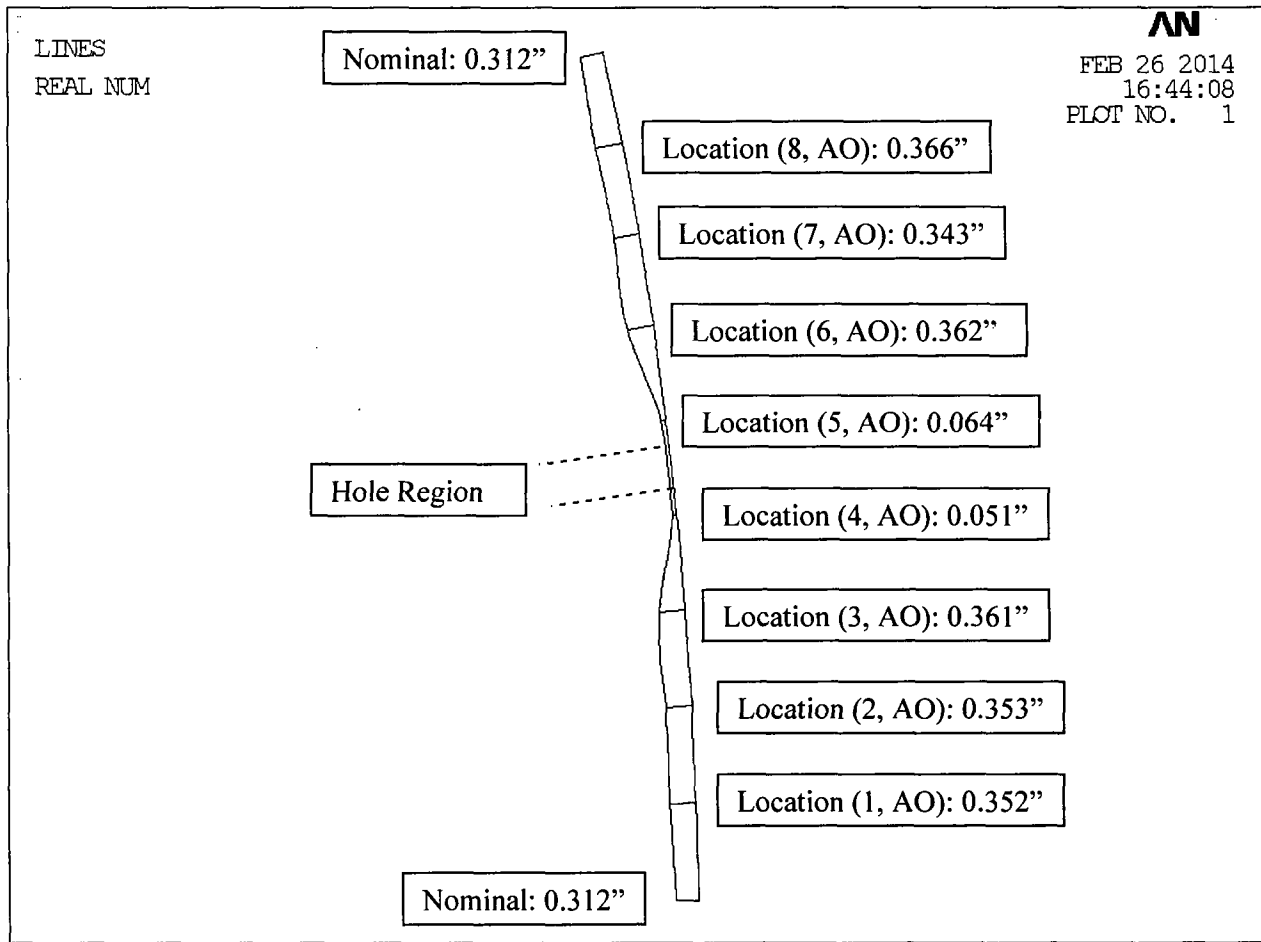 LINES
REAL NUM
Nominal: 0.312”
ΛN
FEB 26 2014
16:44:08
PLOT NO. 1
Location (8, AO): 0.366”
Location (7, AO): 0.343”
Location (6, AO): 0.362”
Location (5, AO): 0.064”
Hole Region
Location (4, AO): 0.051”
Location (3, AO): 0.361”
Location (2, AO): 0.353”
Location (1, AO): 0.352”
Nominal: 0.312”